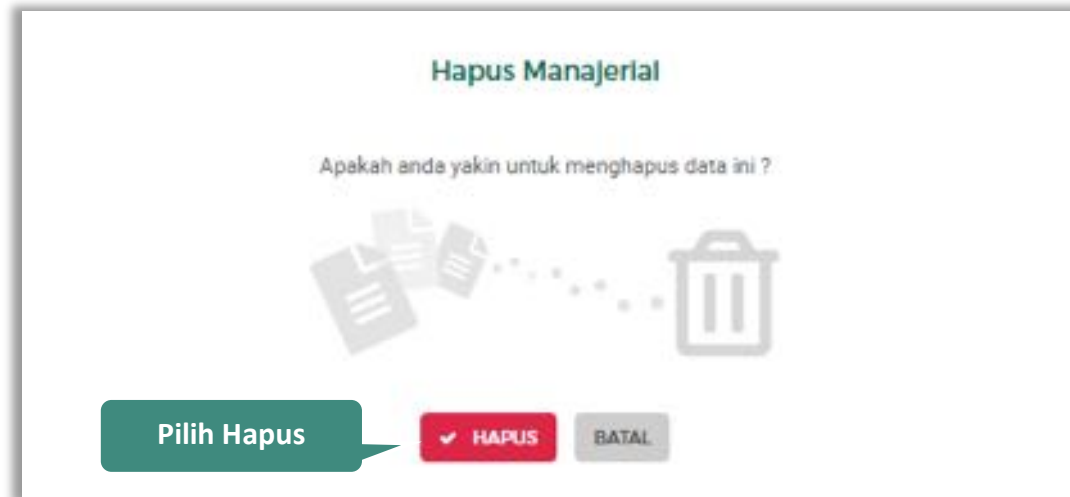 Hapus Manajerial
Apakah anda yakin untuk menghapus data ini ?
Pilih Hapus
HAPUS
BATAL